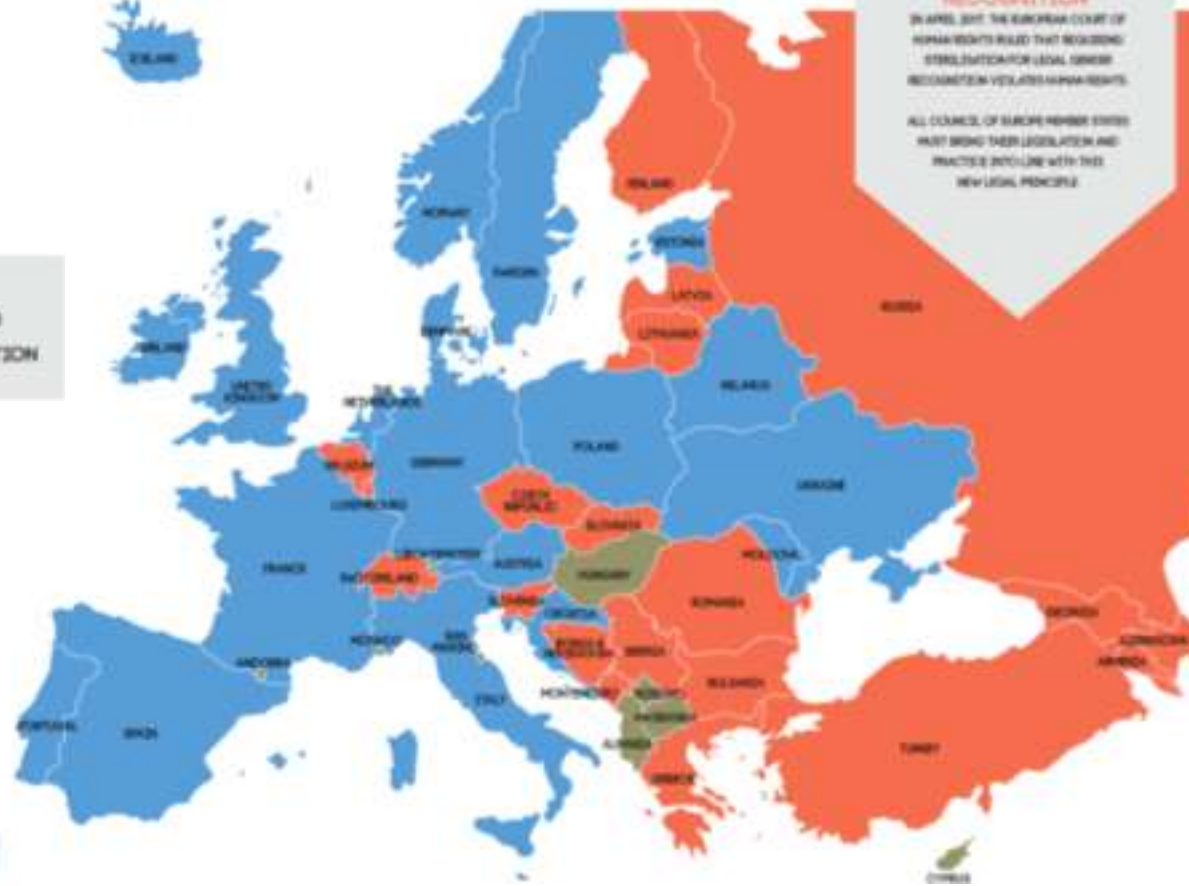 RECOGNITION
IN APRIL 2017, THE EUROPEAN COURT OF
HUMAN RIGHTS RULED THAT REQUIRING
STERILISATION FOR LEGAL GENDER
RECOGNITION VIOLATES HUMAN RIGHTS
ALL COUNCIL OF EUROPE MEMBER STATES
MUST BRING THEIR LEGISLATION AND
PRACTICE INTO LINE WITH THIS
NEW LEGAL PRINCIPLE
ICELAND
FINLAND
NORWAY
ESTONIA
SWEDEN
LATVIA
RUSSIA
LITHUANIA
DENMARK
IRELAND
TION
UNITED
KINGDOM
THE
NETHERLANDS
BELARUS
POLAND
BELGIUM
GERMANY
UKRAINE
LUXEMBOURG
CZECH
REPUBLIC
SLOVAKIA
LIECHTENSTEIN
AUSTRIA
MOLDOVA
FRANCE
SWITZERLAND
HUNGARY
SLOVENIA
ROMANIA
CROATIA
GEORGIA
MONACO
SAN
MARINO
BOSNIA &
HERZEGOVINA
SERBIA
AZERBAIJAN
ARMENIA
ANDORRA
MONTENEGRO
KOSOVO
BULGARIA
ITALY
MACEDONIA
PORTUGAL
SPAIN
ALBANIA
TURKEY
GREECE
CYPRUS